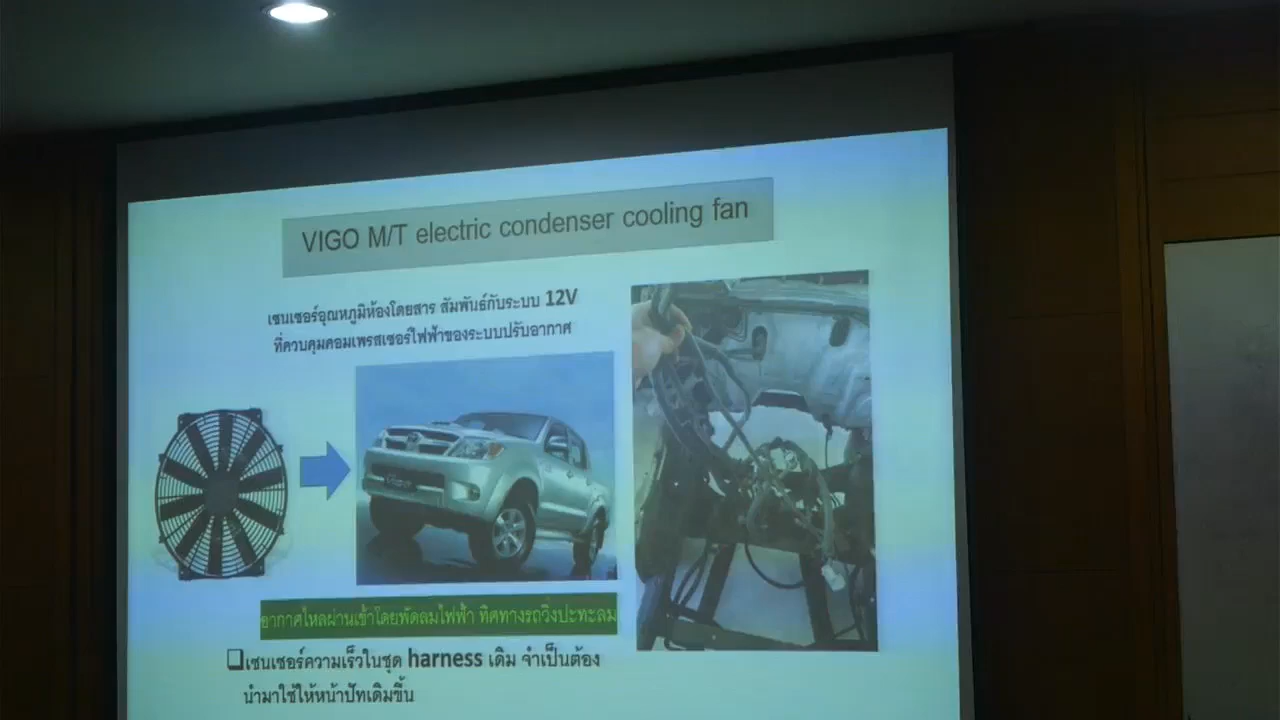 VIGO M/T electric condenser cooling fan
เซนเซอร์อุณหภูมิห้องโดยสาร สัมพันธ์กับระบบ 12V
ที่ควบคุมคอมเพรสเซอร์ไฟฟ้าของระบบปรับอากาศ
อากาศไหลผ่านเข้าโดยพัดลมไฟฟ้า ทิศทางรถวิ่งปะทะลม
เซนเซอร์ความเร็วในชุด harness เดิม จำเป็นต้อง
นำมาใช้ให้หน้าปัทเดิมขึ้น